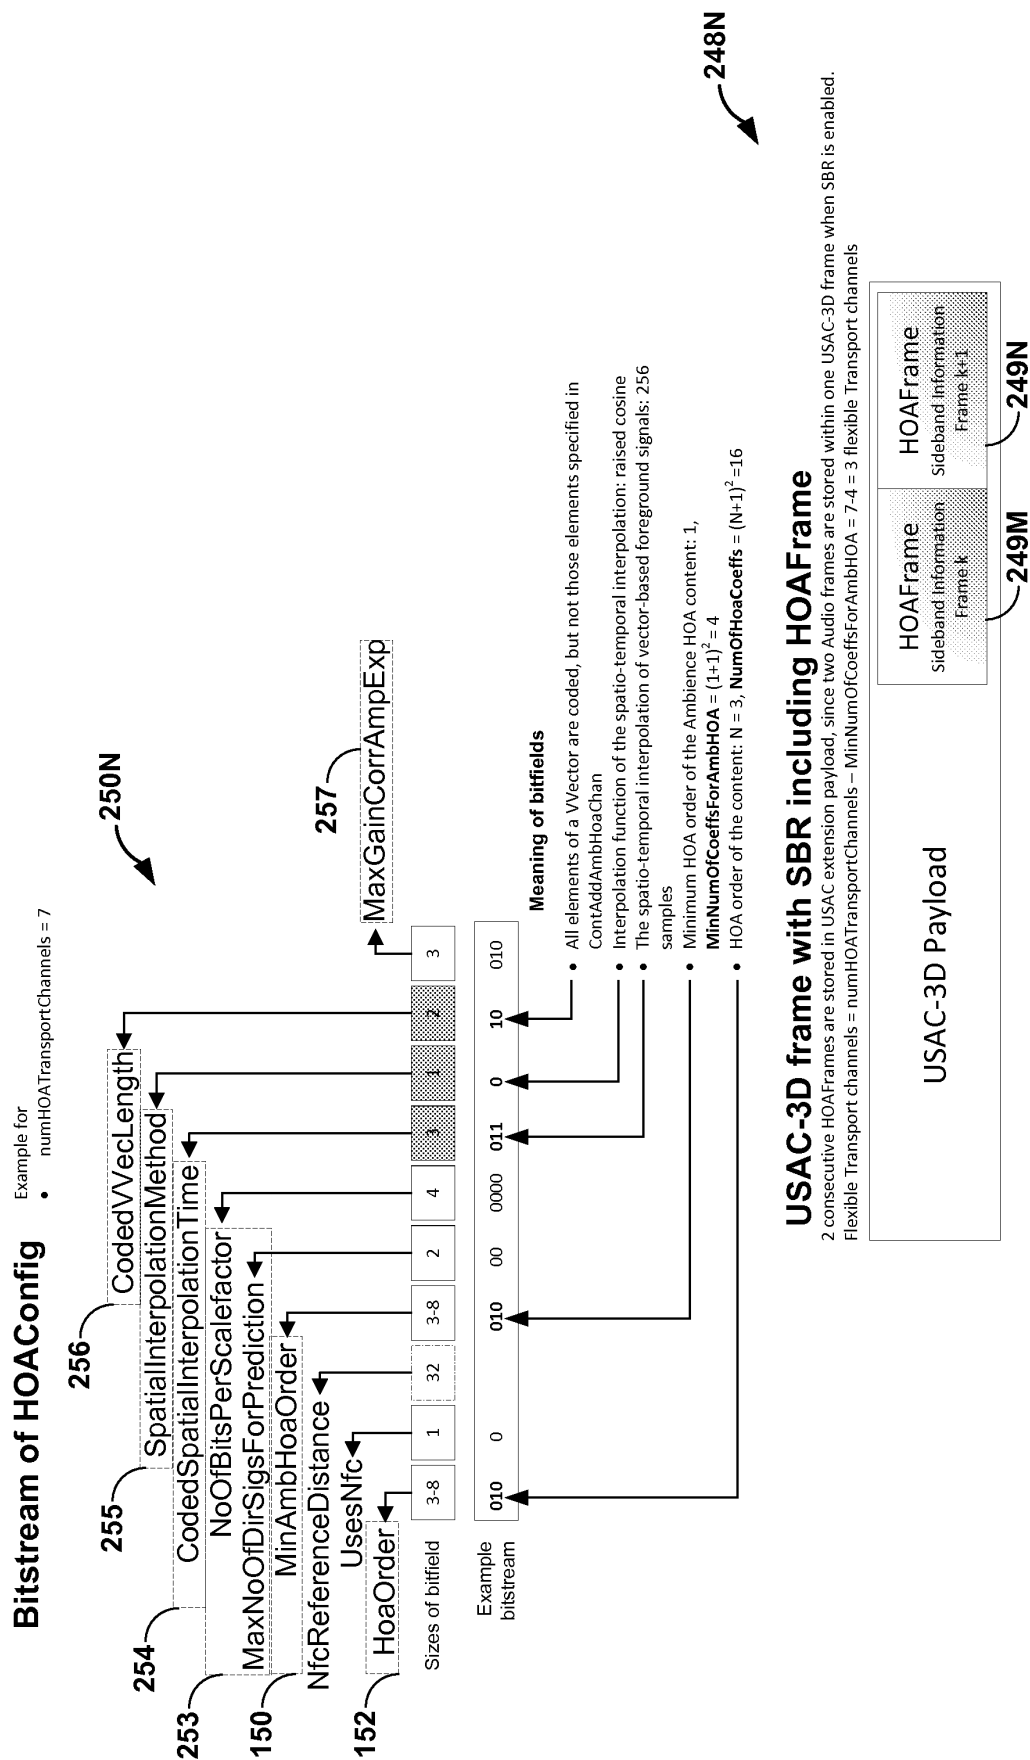 Bitstream of HOAConfig
Example for
• numHOATransportChannels = 7
250N
256
CodedVVecLength
255
SpatialInterpolationMethod
254
CodedSpatialInterpolationTime
253
NoOfBitsPerScalefactor
MaxNoOfDirSigsForPrediction
150
MinAmbHoaOrder
NfcReferenceDistance
UsesNfc
152
HoaOrder
257
MaxGainCorrAmpExp
Sizes of bitfield 3-8 1 32 3-8 2 4 3 1 2 3
Example
bitstream
010 0 010 00 0000 011 0 10 010
Meaning of bitfields
• All elements of a VVector are coded, but not those elements specified in
ContAddAmbHoaChan
• Interpolation function of the spatio-temporal interpolation: raised cosine
• The spatio-temporal interpolation of vector-based foreground signals: 256
samples
• Minimum HOA order of the Ambience HOA content: 1,
MinNumOfCoeffsForAmbHOA = (1+1)² = 4
• HOA order of the content: N = 3, NumOfHoaCoeffs = (N+1)² =16
248N
USAC-3D frame with SBR including HOAFrame
2 consecutive HOAFrames are stored in USAC extension payload, since two Audio frames are stored within one USAC-3D frame when SBR is enabled.
Flexible Transport channels = numHOATransportChannels – MinNumOfCoeffsForAmbHOA = 7-4 = 3 flexible Transport channels
USAC-3D Payload
HOAFrame
Sideband Information
Frame k
HOAFrame
Sideband Information
Frame k+1
249M
249N